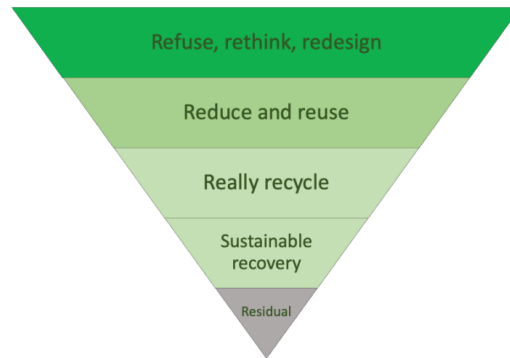 Refuse, rethink, redesign
Reduce and reuse
Really recycle
Sustainable
recovery
Residual